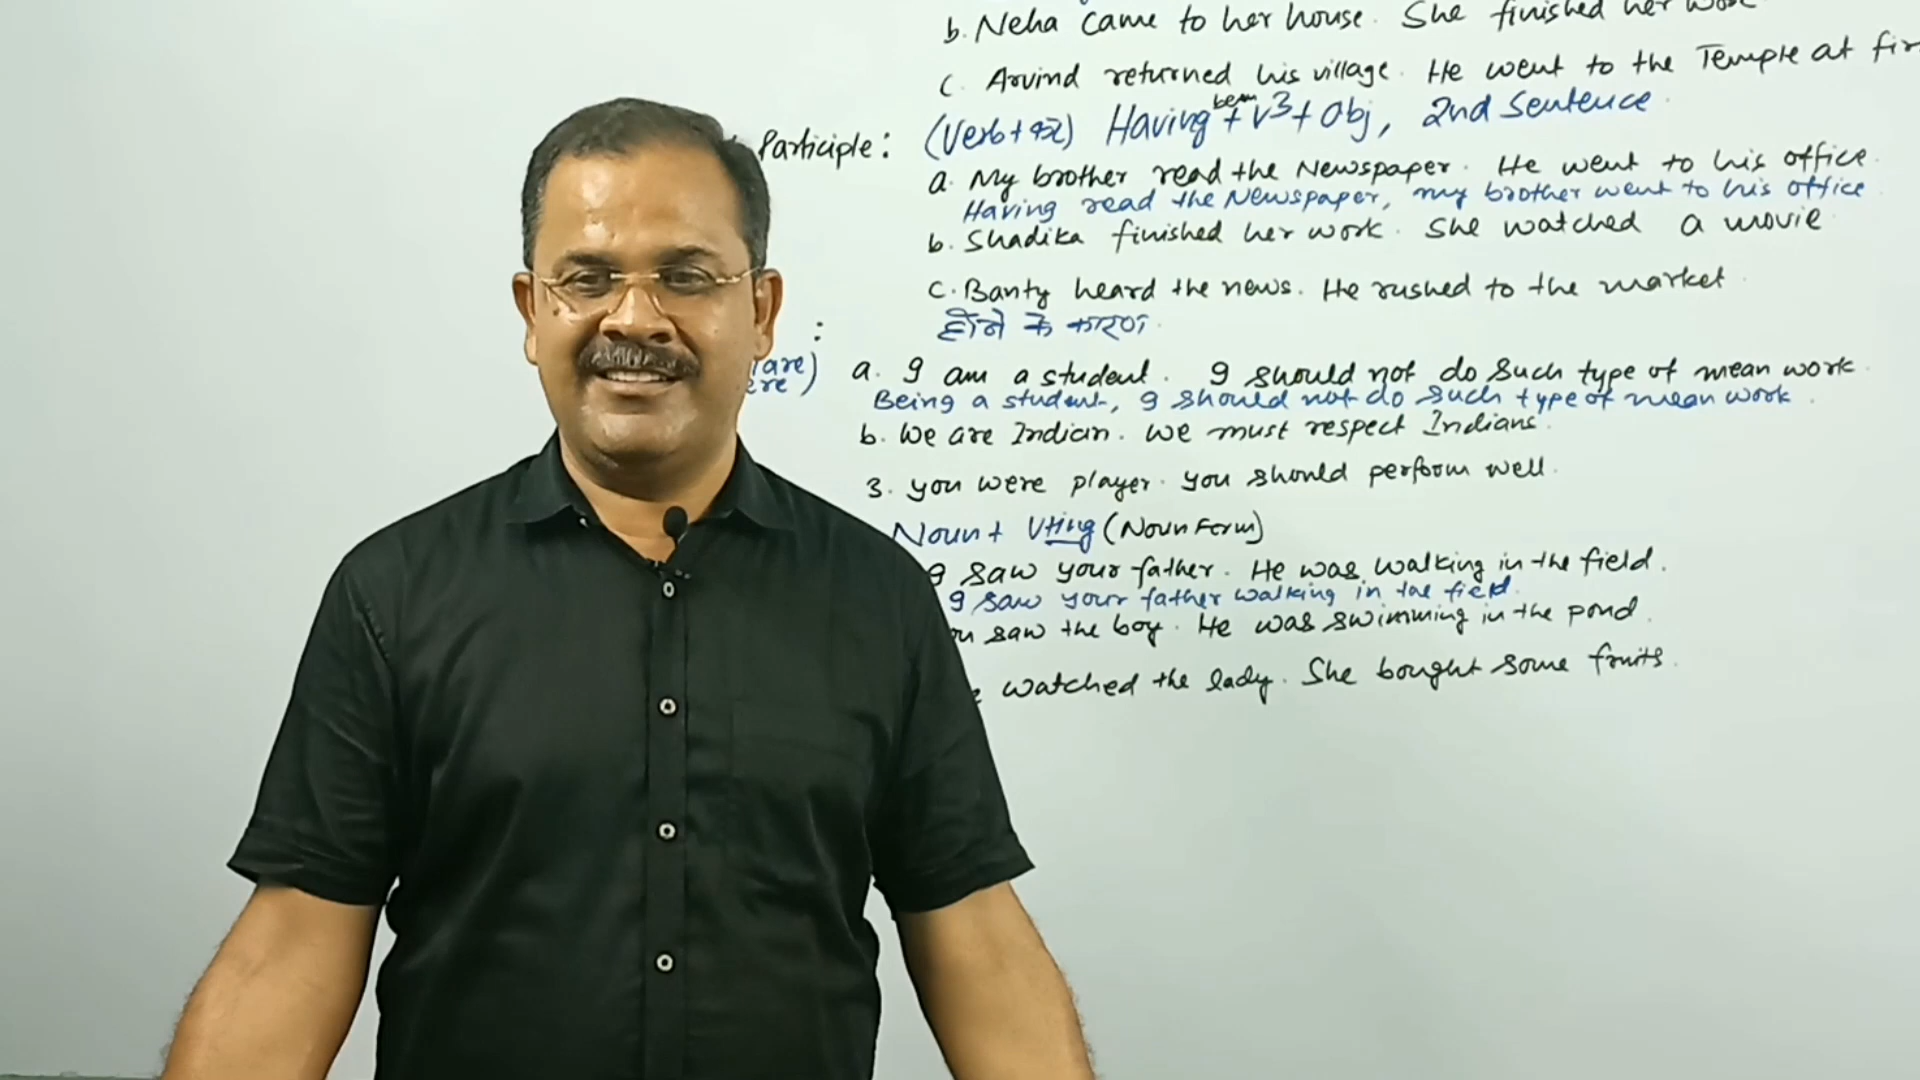 b. Neha came to her house. She finished her work
c. Arvind returned his village. He went to the Temple at
been
Participle: (Verb+कर) Having + V3 + Obj, 2nd Sentence.
a. My brother read the Newspaper. He went to his office.
Having read the Newspaper, my brother went to his office.
b. Shadika finished her work. She watched a movie.
c. Banty heard the news. He rushed to the market.
: होने के कारण.
are)
a. I am a student. I should not do such type of mean work.
ere)
Being a student, I should not do such type of mean work.
b. We are Indian. We must respect Indians.
3. you were player. you should perform well.
Noun + V+ing (Noun Form)
I saw your father. He was walking in the field.
I saw your father walking in the field.
saw the boy. He was swimming in the pond.
watched the lady. She bought some fruits.